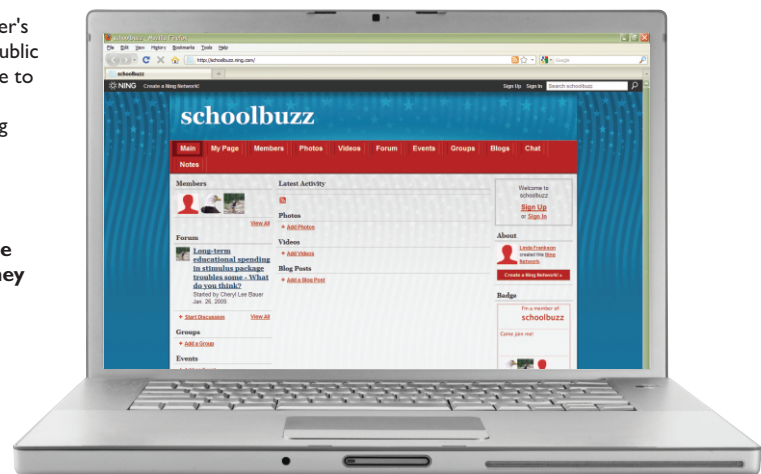 er's
ublic
e to
g
e
ey
schoolbuzz - Mozilla Firefox
File Edit View History Bookmarks Tools Help
http://schoolbuzz.ning.com/
Google
schoolbuzz
NING Create a Ning Network!
Sign Up Sign In Search schoolbuzz
schoolbuzz
Main My Page Members Photos Videos Forum Events Groups Blogs Chat
Notes
Members
View All
Forum
Long-term
educational spending
in stimulus package
troubles some - What
do you think?
Started by Cheryl Lee Bauer
Jan. 26, 2009.
+ Start Discussion View All
Groups
+ Add a Group
Events
Latest Activity
Photos
+ Add Photos
Videos
+ Add Videos
Blog Posts
+ Add a Blog Post
Welcome to
schoolbuzz
Sign Up
or Sign In
About
Linda Frankson
created this Ning
Network.
Create a Ning Network! »
Badge
I'm a member of
schoolbuzz
Come join me!